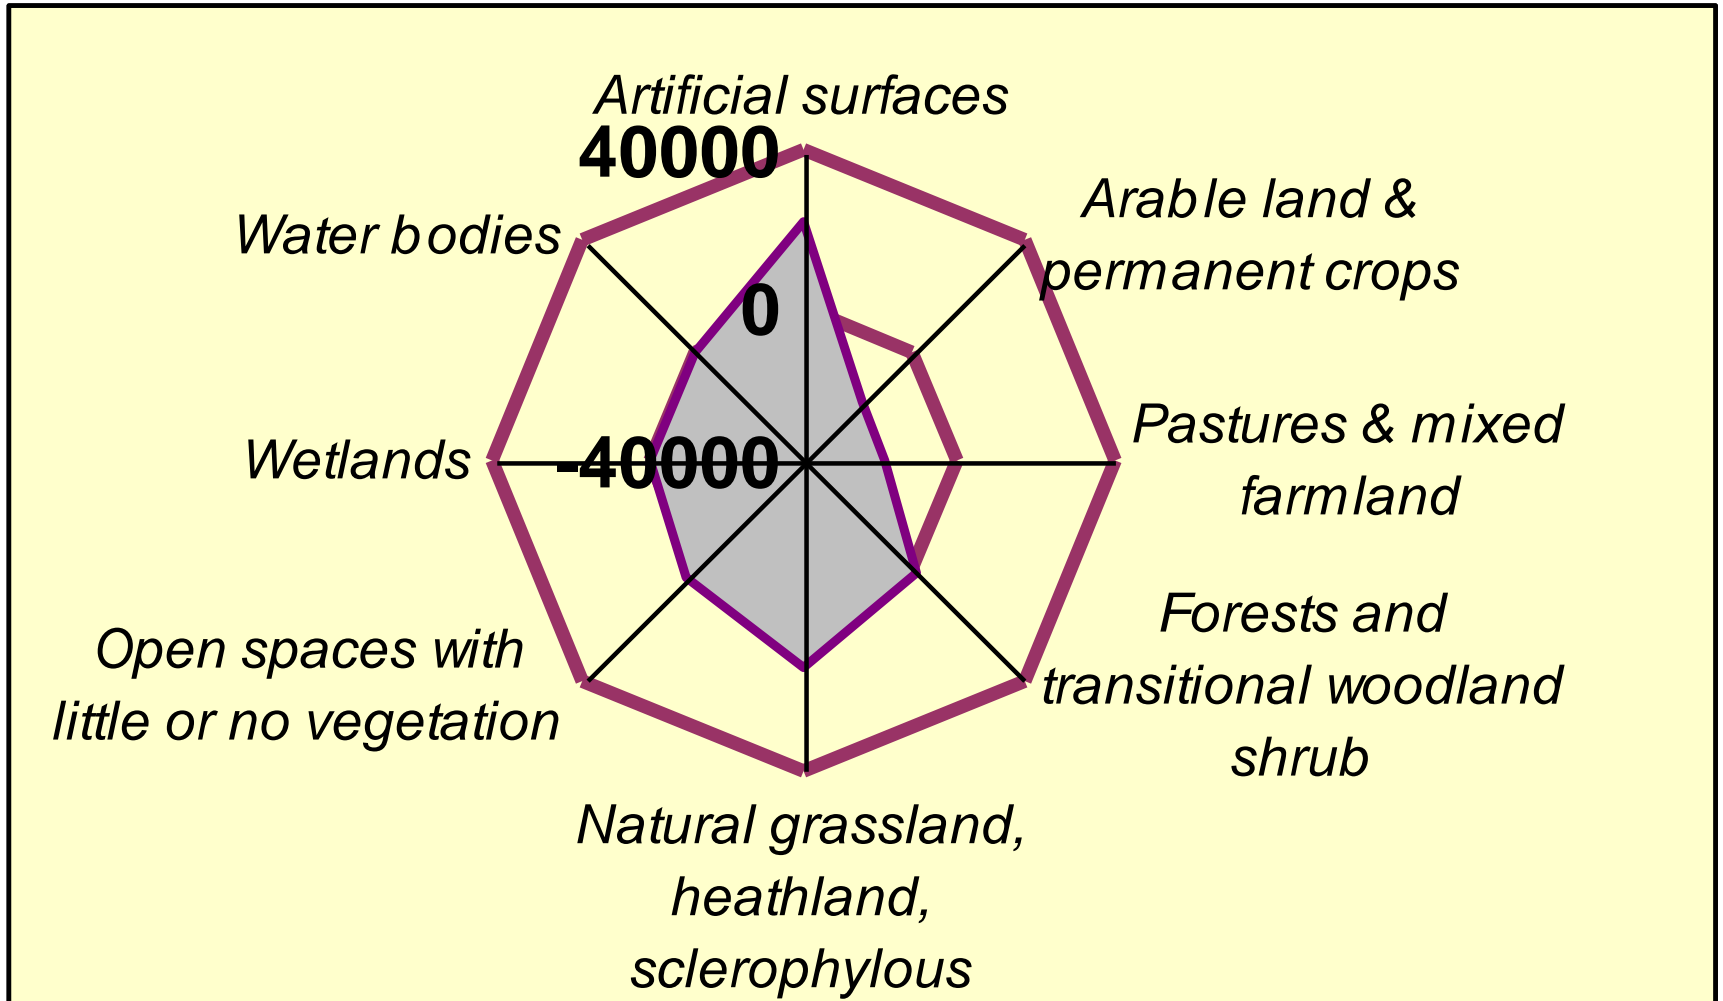 Artificial surfaces
40000
Arable land &
permanent crops
Water bodies
0
Pastures & mixed
farmland
Wetlands
-40000
Forests and
transitional woodland
shrub
Open spaces with
little or no vegetation
Natural grassland,
heathland,
sclerophylous